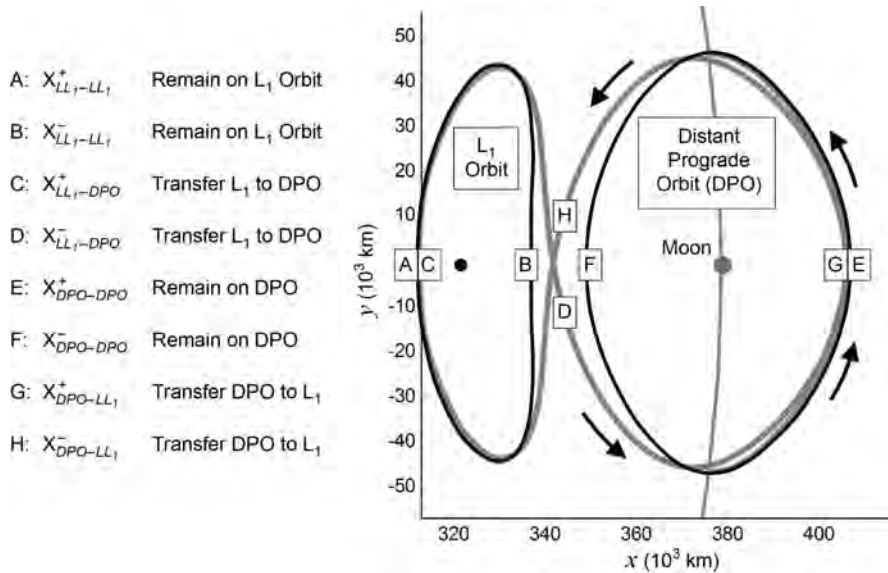 A: X⁺LL₁–LL₁ Remain on L₁ Orbit
B: X⁻LL₁–LL₁ Remain on L₁ Orbit
C: X⁺LL₁–DPO Transfer L₁ to DPO
D: X⁻LL₁–DPO Transfer L₁ to DPO
E: X⁺DPO–DPO Remain on DPO
F: X⁻DPO–DPO Remain on DPO
G: X⁺DPO–LL₁ Transfer DPO to L₁
H: X⁻DPO–LL₁ Transfer DPO to L₁
y (10³ km)
50
40
30
20
10
0
-10
-20
-30
-40
-50
L₁
Orbit
Distant
Prograde
Orbit (DPO)
H
Moon
A C B F G E
D
320 340 360 380 400
x (10³ km)